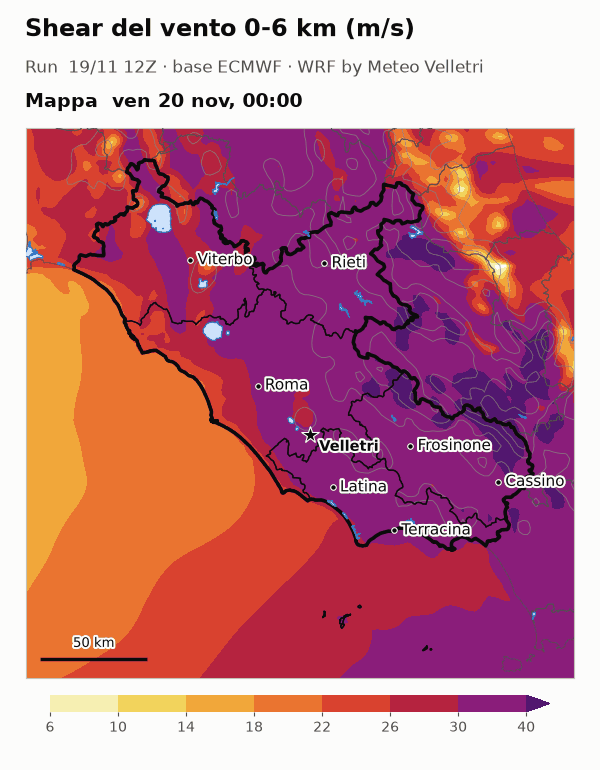 Shear del vento 0-6 km (m/s)
Run 19/11 12Z · base ECMWF · WRF by Meteo Velletri
Mappa ven 20 nov, 00:00
Viterbo
Rieti
Roma
Velletri
Frosinone
Latina
Cassino
Terracina
50 km
6 10 14 18 22 26 30 40